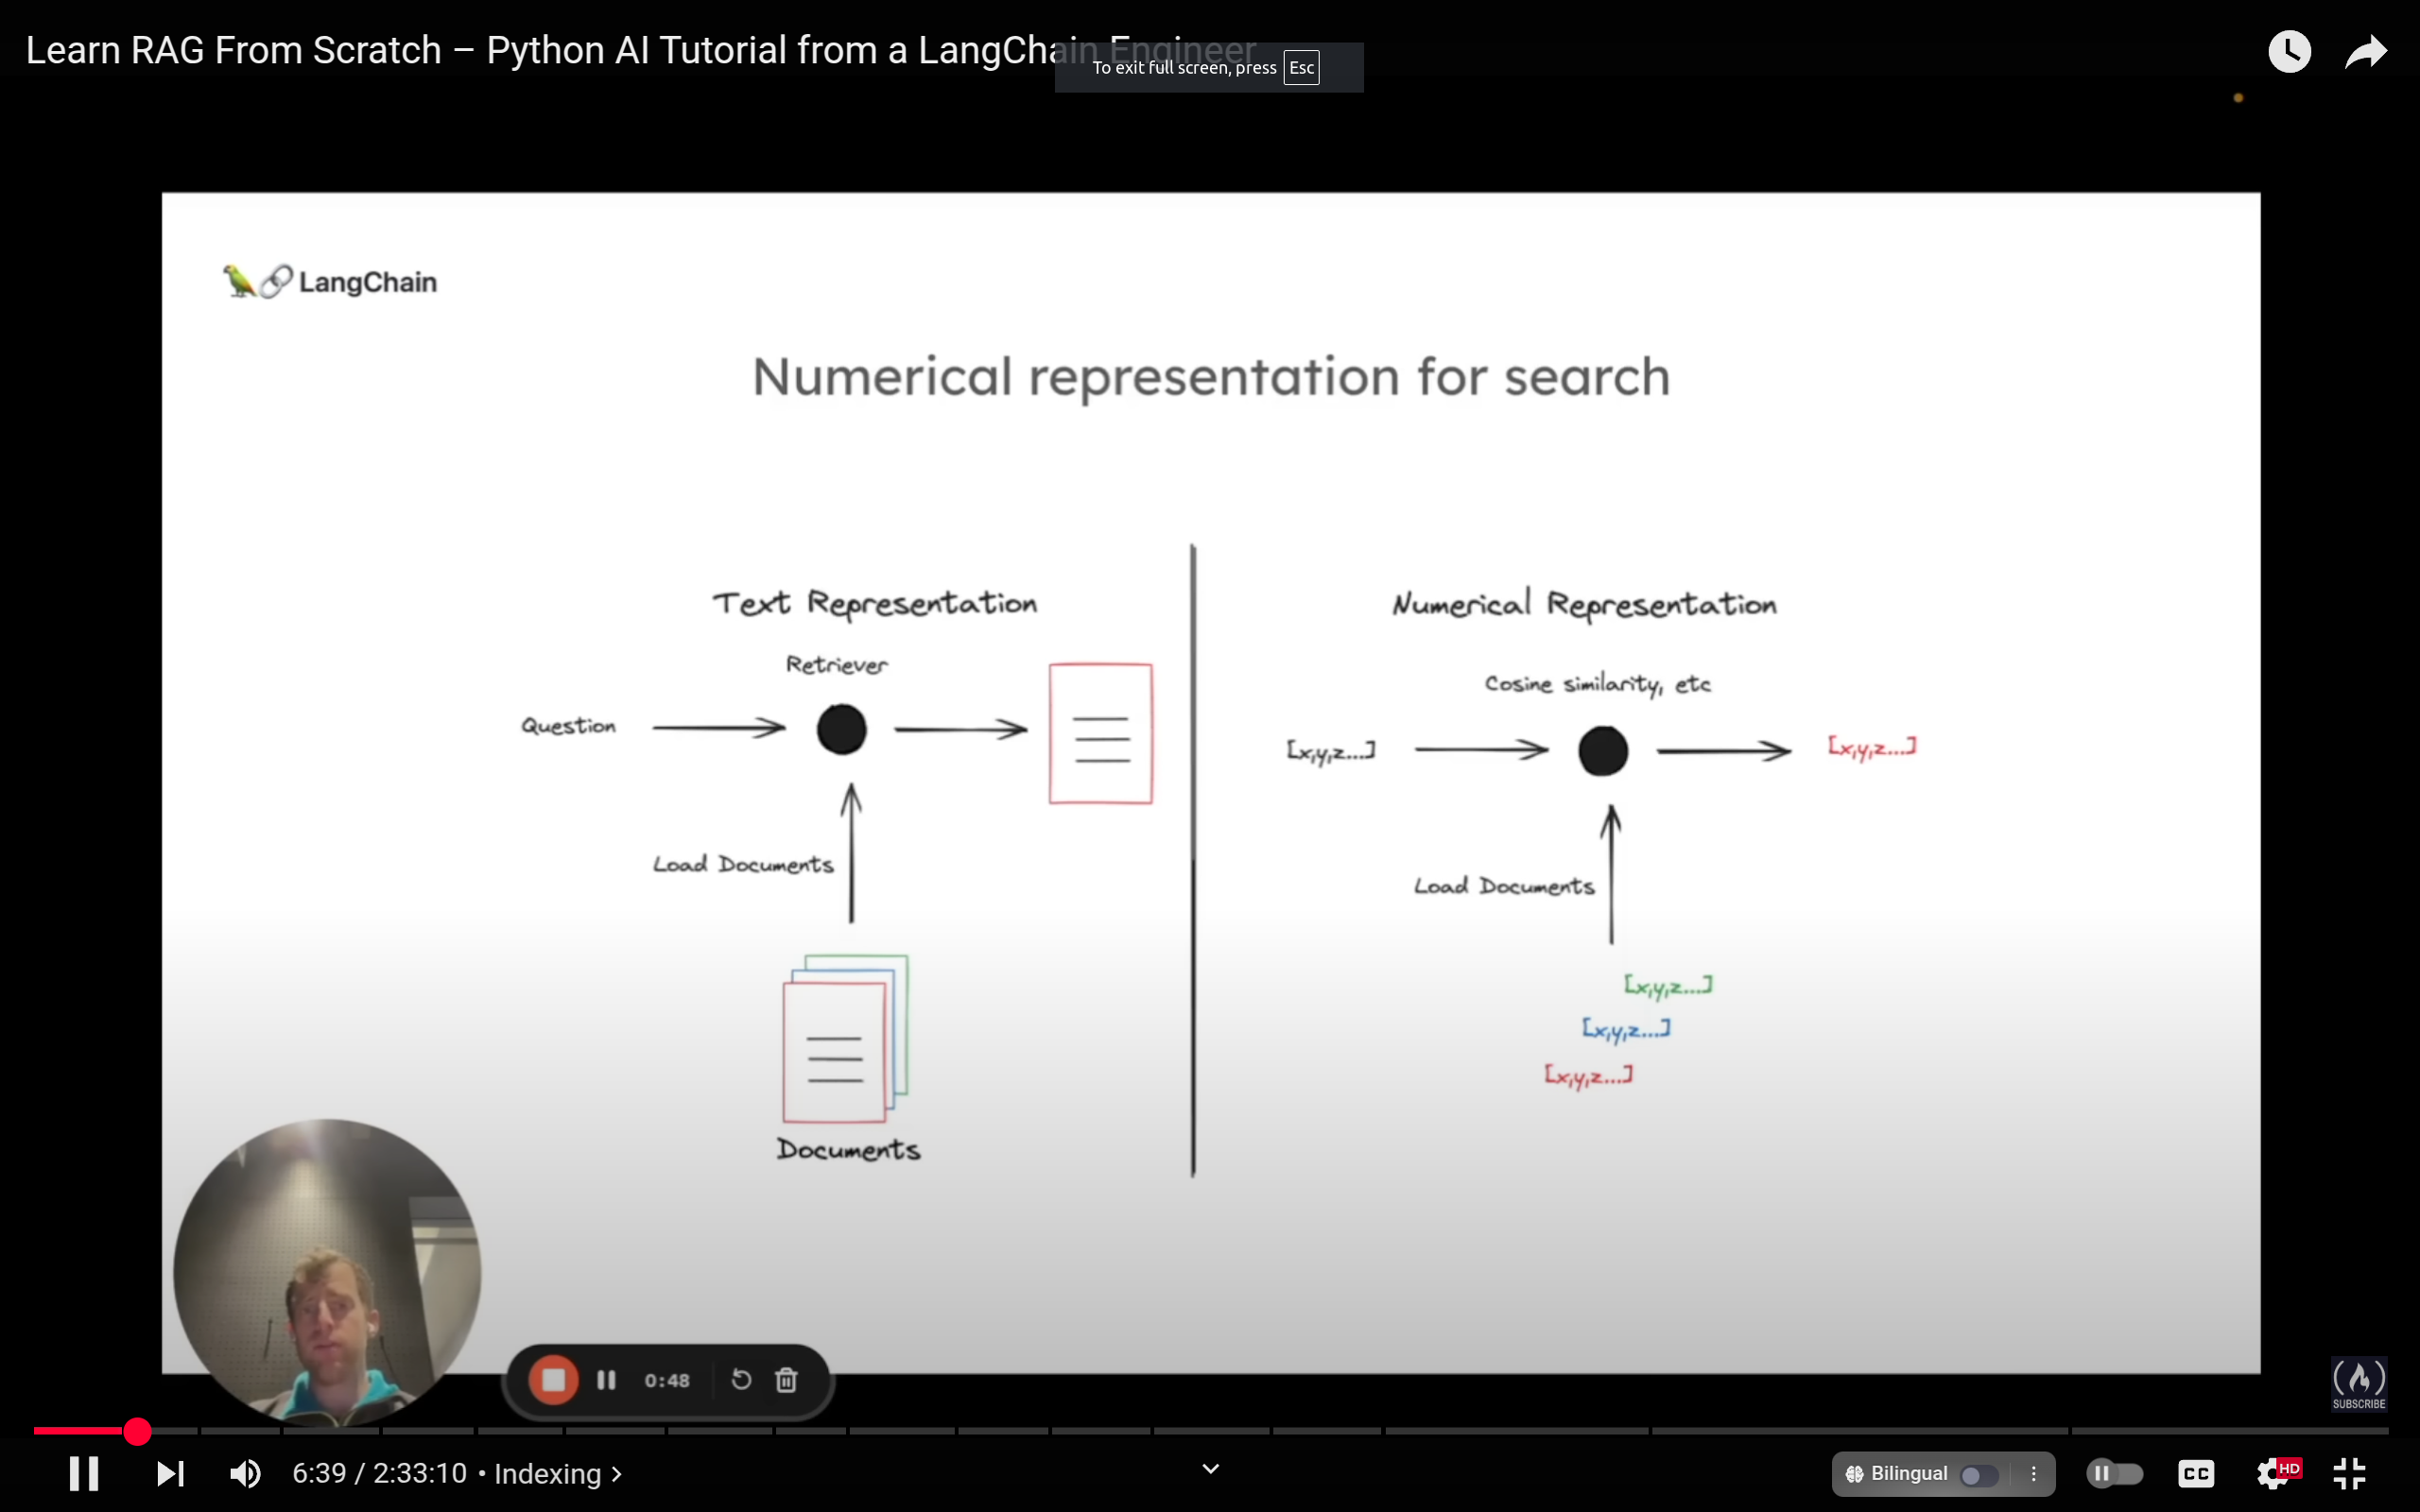 Learn RAG From Scratch – Python AI Tutorial from a LangChain Engineer
To exit full screen, press Esc
LangChain
Numerical representation for search
Text Representation
Retriever
Question
Load Documents
Documents
Numerical Representation
Cosine similarity, etc
[x,y,z...]
[x,y,z...]
Load Documents
[x,y,z...]
[x,y,z...]
[x,y,z...]
0:48
SUBSCRIBE
6:39 / 2:33:10 • Indexing >
Bilingual
CC
HD